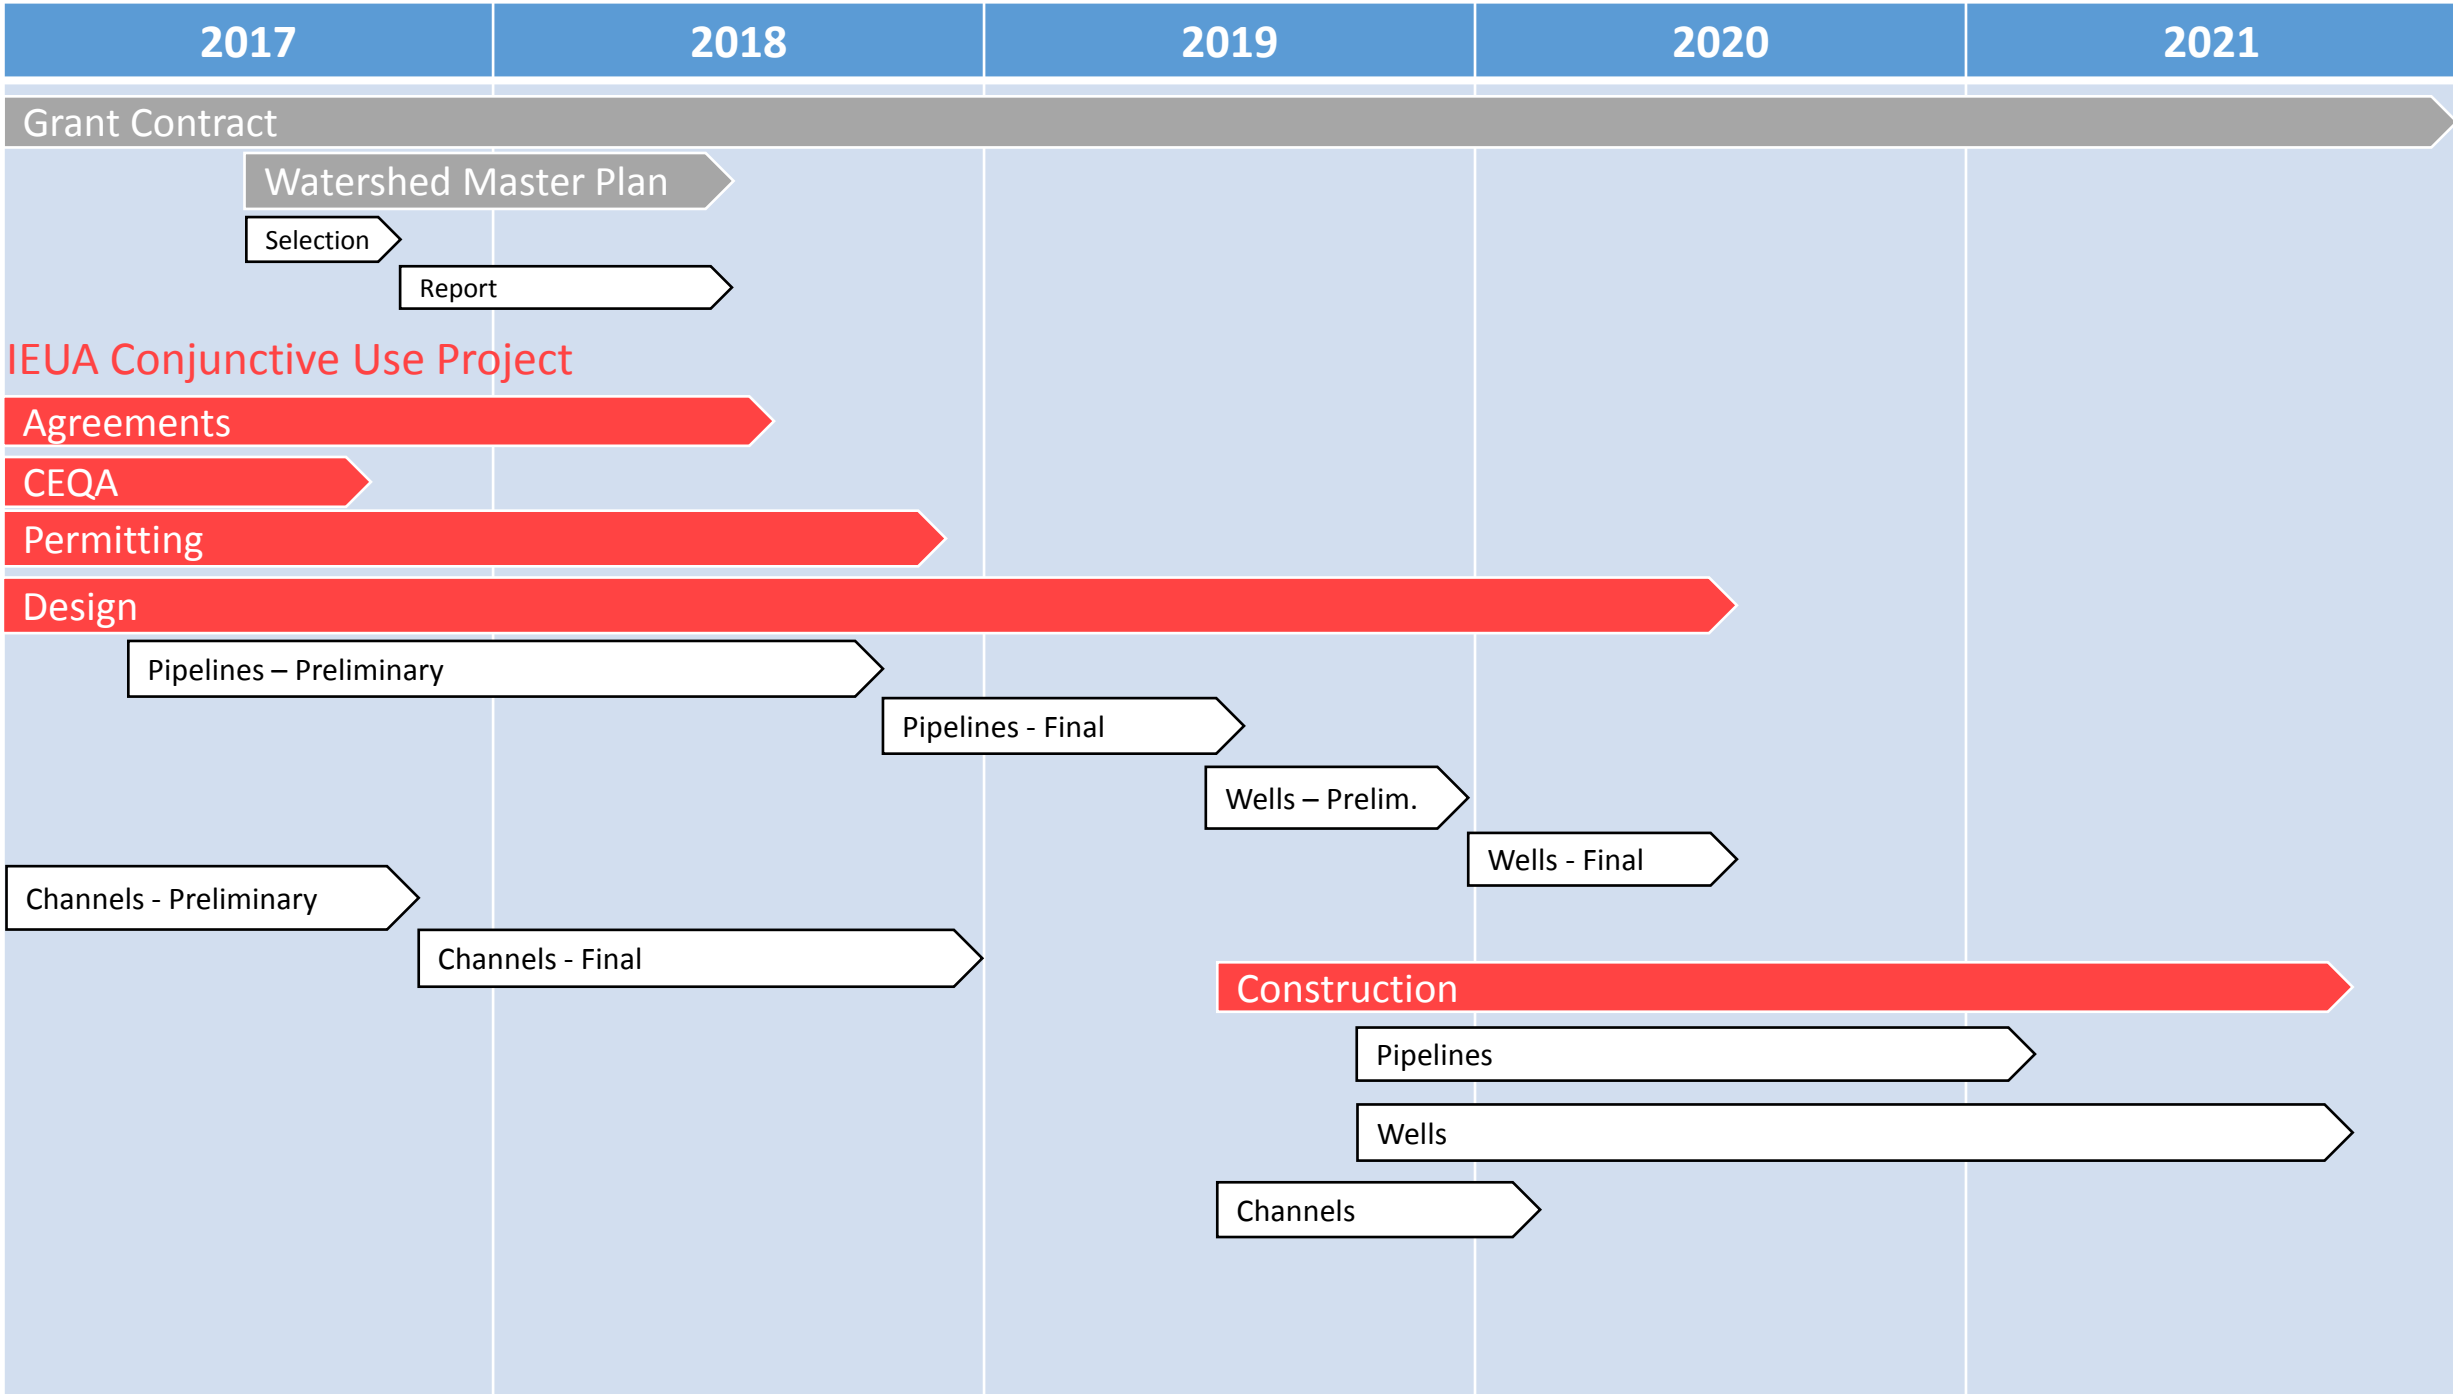 2017 2018 2019 2020 2021
Grant Contract
Watershed Master Plan
Selection
Report
IEUA Conjunctive Use Project
Agreements
CEQA
Permitting
Design
Pipelines – Preliminary
Pipelines - Final
Wells – Prelim.
Wells - Final
Channels - Preliminary
Channels - Final
Construction
Pipelines
Wells
Channels